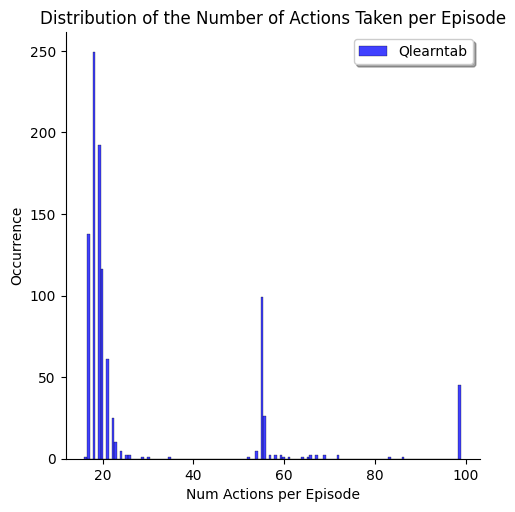 Distribution of the Number of Actions Taken per Episode
Qlearntab
250
200
150
100
50
0
Occurrence
20 40 60 80 100
Num Actions per Episode